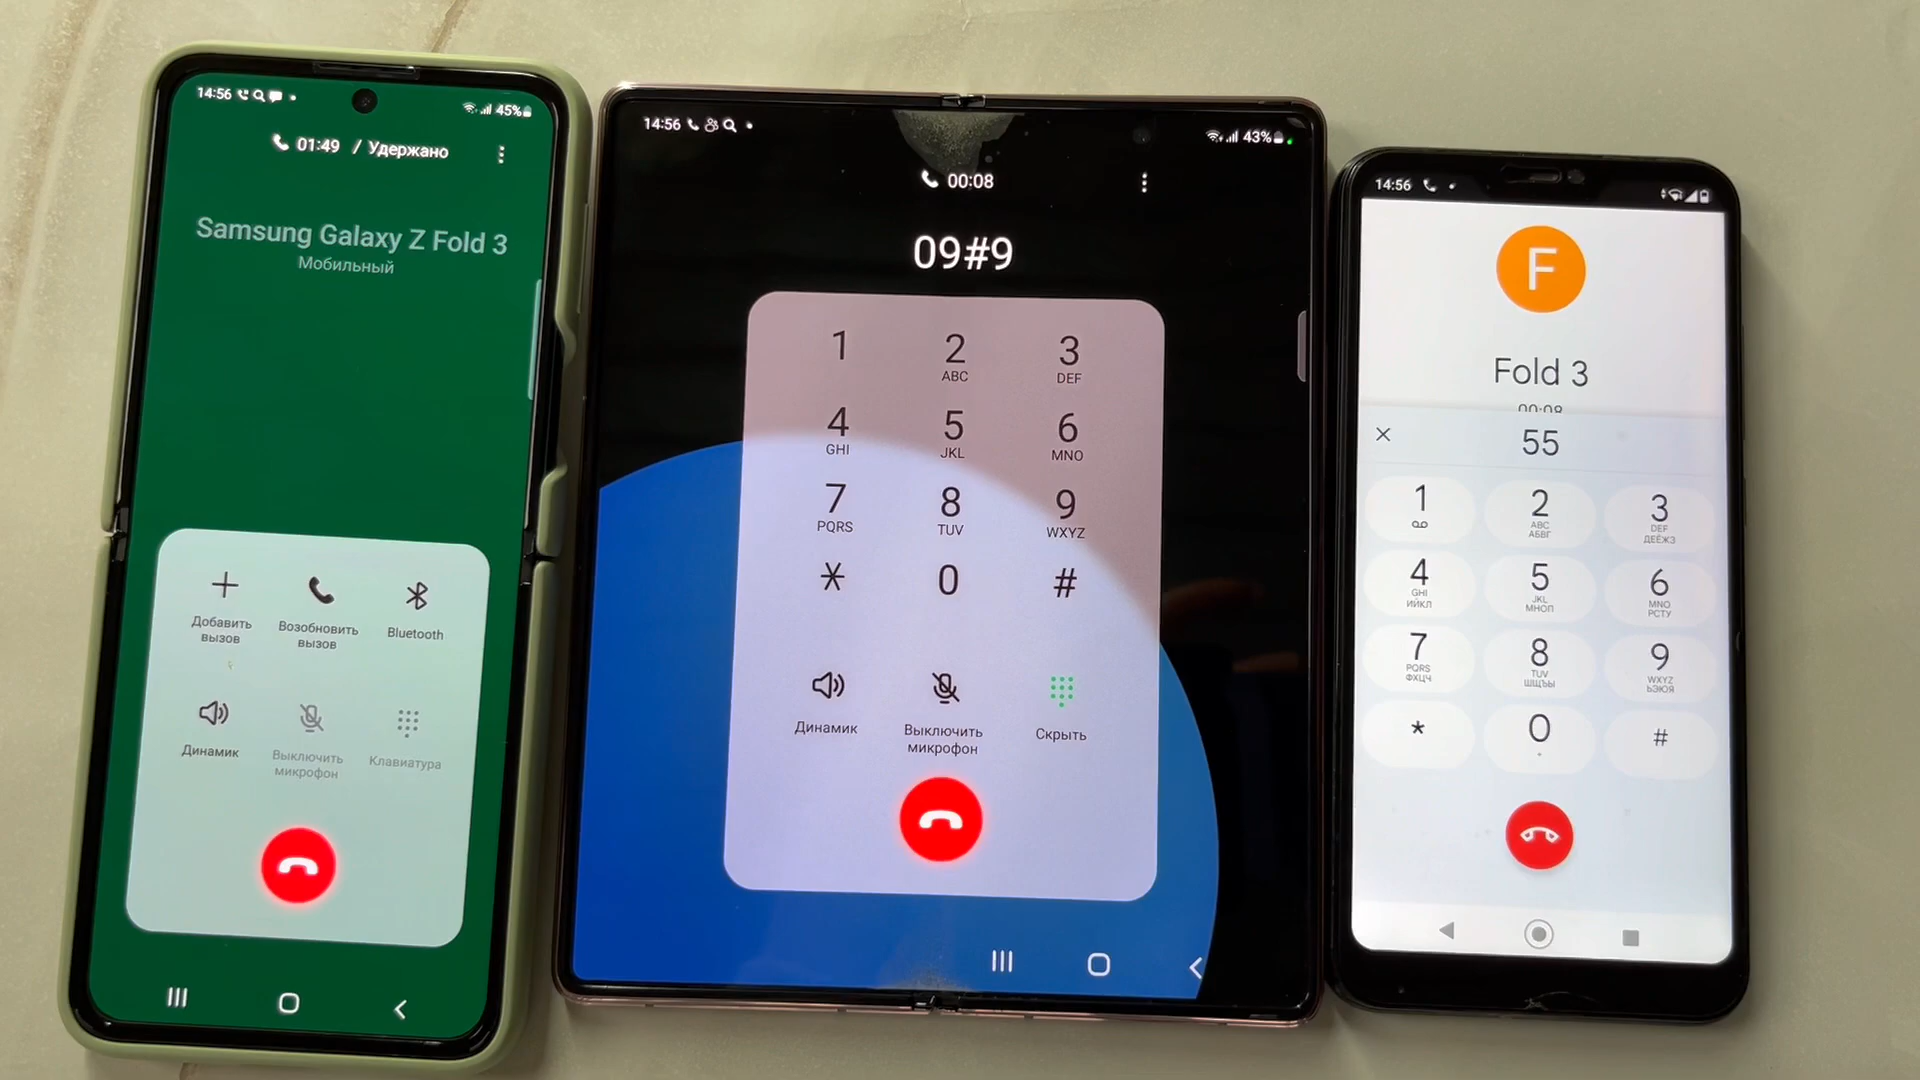 14:56
45%
01:49 / Удержано
Samsung Galaxy Z Fold 3
Мобильный
Добавить вызов
Возобновить вызов
Bluetooth
Динамик
Выключить микрофон
Клавиатура
14:56
43%
00:08
09#9
1 2 3
ABC DEF
4 5 6
GHI JKL MNO
7 8 9
PQRS TUV WXYZ
* 0 #
Динамик
Выключить микрофон
Скрыть
14:56
F
Fold 3
00:08
55
1 2 3
ABC DEF
АБВГ ДЕЁЖЗ
4 5 6
GHI JKL MNO
ИЙКЛ МНОП РСТУ
7 8 9
PQRS TUV WXYZ
ФХЦЧ ШЩЪЫ ЬЭЮЯ
* 0 #